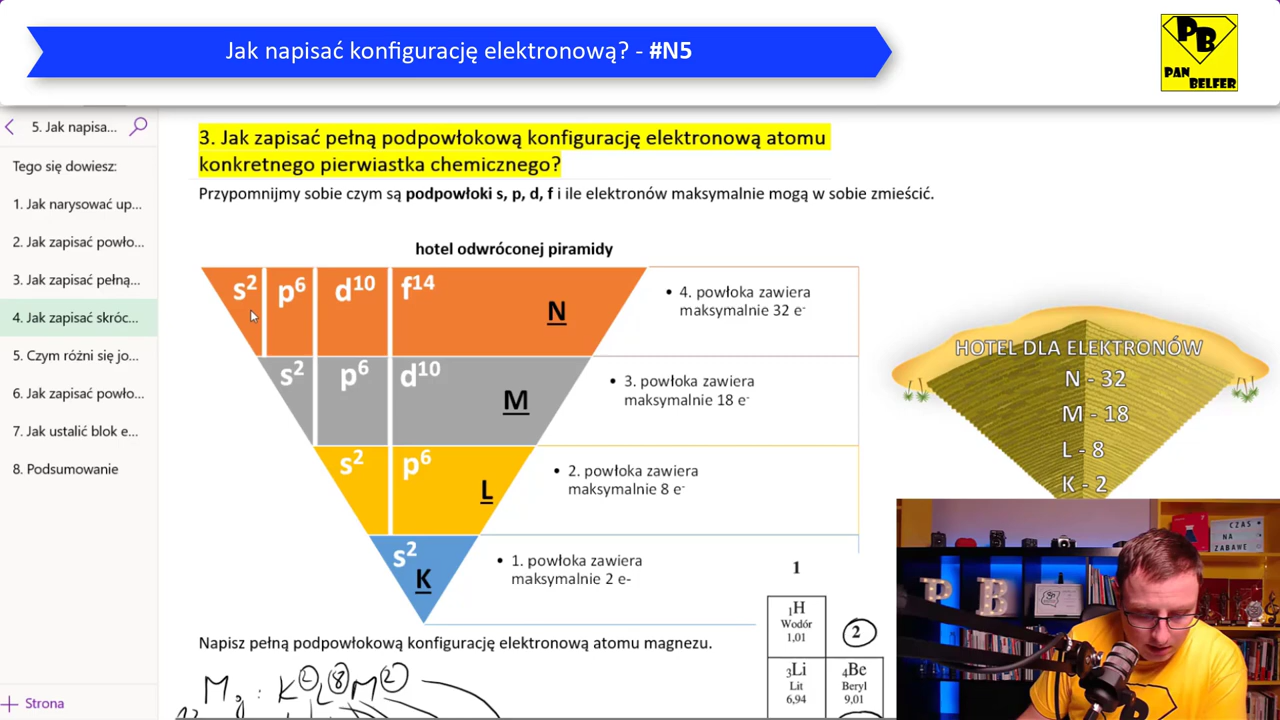 Jak napisać konfigurację elektronową? - #N5
PB
PAN
BELFER
5. Jak napisa...
Tego się dowiesz:
1. Jak narysować up...
2. Jak zapisać powło...
3. Jak zapisać pełną...
4. Jak zapisać skróc...
5. Czym różni się jo...
6. Jak zapisać powło...
7. Jak ustalić blok e...
8. Podsumowanie
Strona
3. Jak zapisać pełną podpowłokową konfigurację elektronową atomu
konkretnego pierwiastka chemicznego?
Przypomnijmy sobie czym są podpowłoki s, p, d, f i ile elektronów maksymalnie mogą w sobie zmieścić.
hotel odwróconej piramidy
s² p⁶ d¹⁰ f¹⁴
N
• 4. powłoka zawiera
maksymalnie 32 e⁻
s² p⁶ d¹⁰
M
• 3. powłoka zawiera
maksymalnie 18 e⁻
s² p⁶
L
• 2. powłoka zawiera
maksymalnie 8 e⁻
s²
K
• 1. powłoka zawiera
maksymalnie 2 e-
HOTEL DLA ELEKTRONÓW
N - 32
M - 18
L - 8
K - 2
Napisz pełną podpowłokową konfigurację elektronową atomu magnezu.
Mg: K² L⁸ M²
1
₁H
Wodór
1,01
2
₃Li
Lit
6,94
₄Be
Beryl
9,01
CZAS
NA
ZABAWĘ
P B